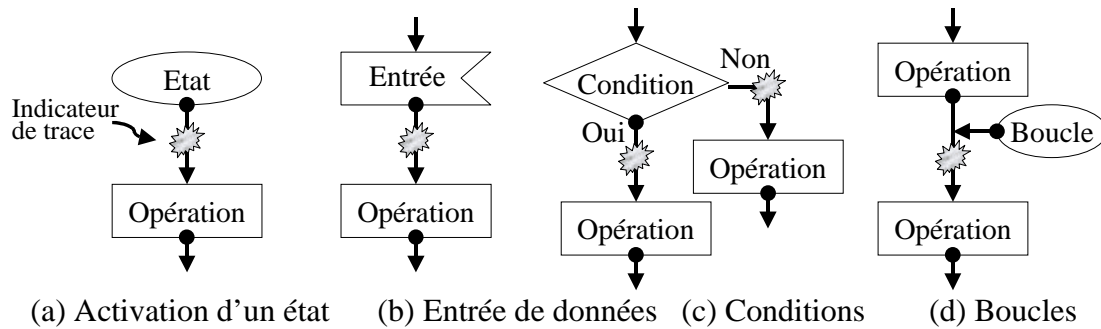 Etat
Indicateur
de trace
Opération
(a) Activation d’un état
Entrée
Opération
(b) Entrée de données
Condition
Non
Oui
Opération
Opération
(c) Conditions
Opération
Boucle
Opération
(d) Boucles